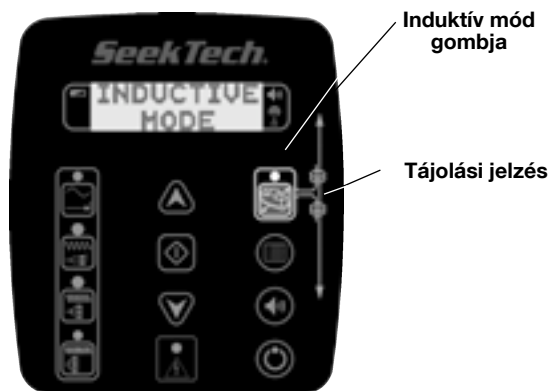 Induktív mód
gombja
SeekTech.
INDUCTIVE
MODE
Tájolási jelzés